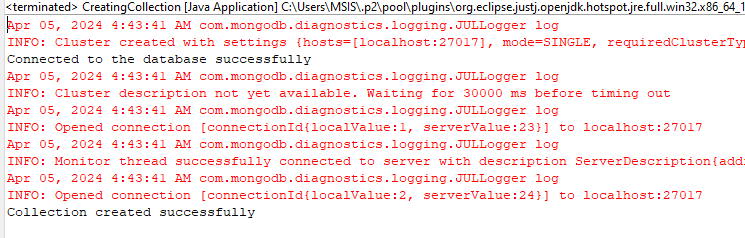 <terminated> CreatingCollection [Java Application] C:\Users\MSIS\.p2\pool\plugins\org.eclipse.justj.openjdk.hotspot.jre.full.win32.x86_64_1
Apr 05, 2024 4:43:41 AM com.mongodb.diagnostics.logging.JULLogger log
INFO: Cluster created with settings {hosts=[localhost:27017], mode=SINGLE, requiredClusterTyp
Connected to the database successfully
Apr 05, 2024 4:43:41 AM com.mongodb.diagnostics.logging.JULLogger log
INFO: Cluster description not yet available. Waiting for 30000 ms before timing out
Apr 05, 2024 4:43:41 AM com.mongodb.diagnostics.logging.JULLogger log
INFO: Opened connection [connectionId{localValue:1, serverValue:23}] to localhost:27017
Apr 05, 2024 4:43:41 AM com.mongodb.diagnostics.logging.JULLogger log
INFO: Monitor thread successfully connected to server with description ServerDescription{addr
Apr 05, 2024 4:43:41 AM com.mongodb.diagnostics.logging.JULLogger log
INFO: Opened connection [connectionId{localValue:2, serverValue:24}] to localhost:27017
Collection created successfully